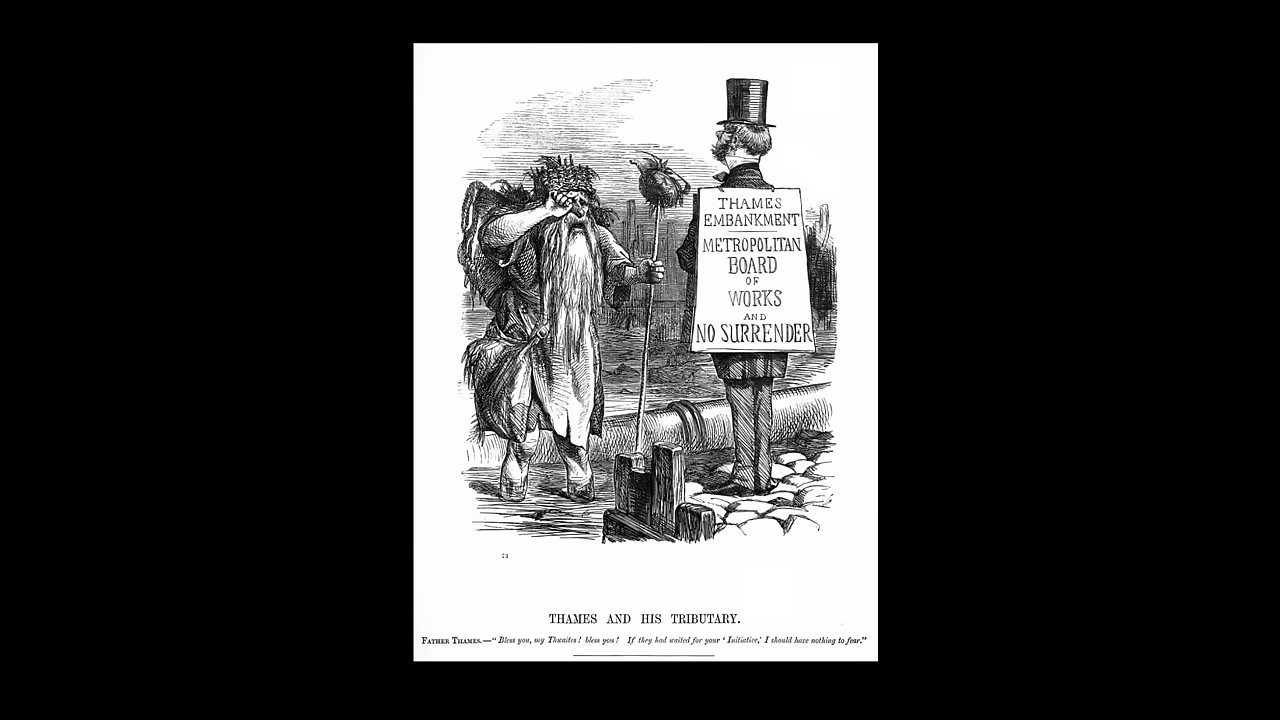 THAMES
EMBANKMENT
METROPOLITAN
BOARD
OF
WORKS
AND
NO SURRENDER
73
THAMES AND HIS TRIBUTARY.
FATHER THAMES.—“Bless you, my Thwaites! bless you! If they had waited for your ‘Initiative,’ I should have nothing to fear.”